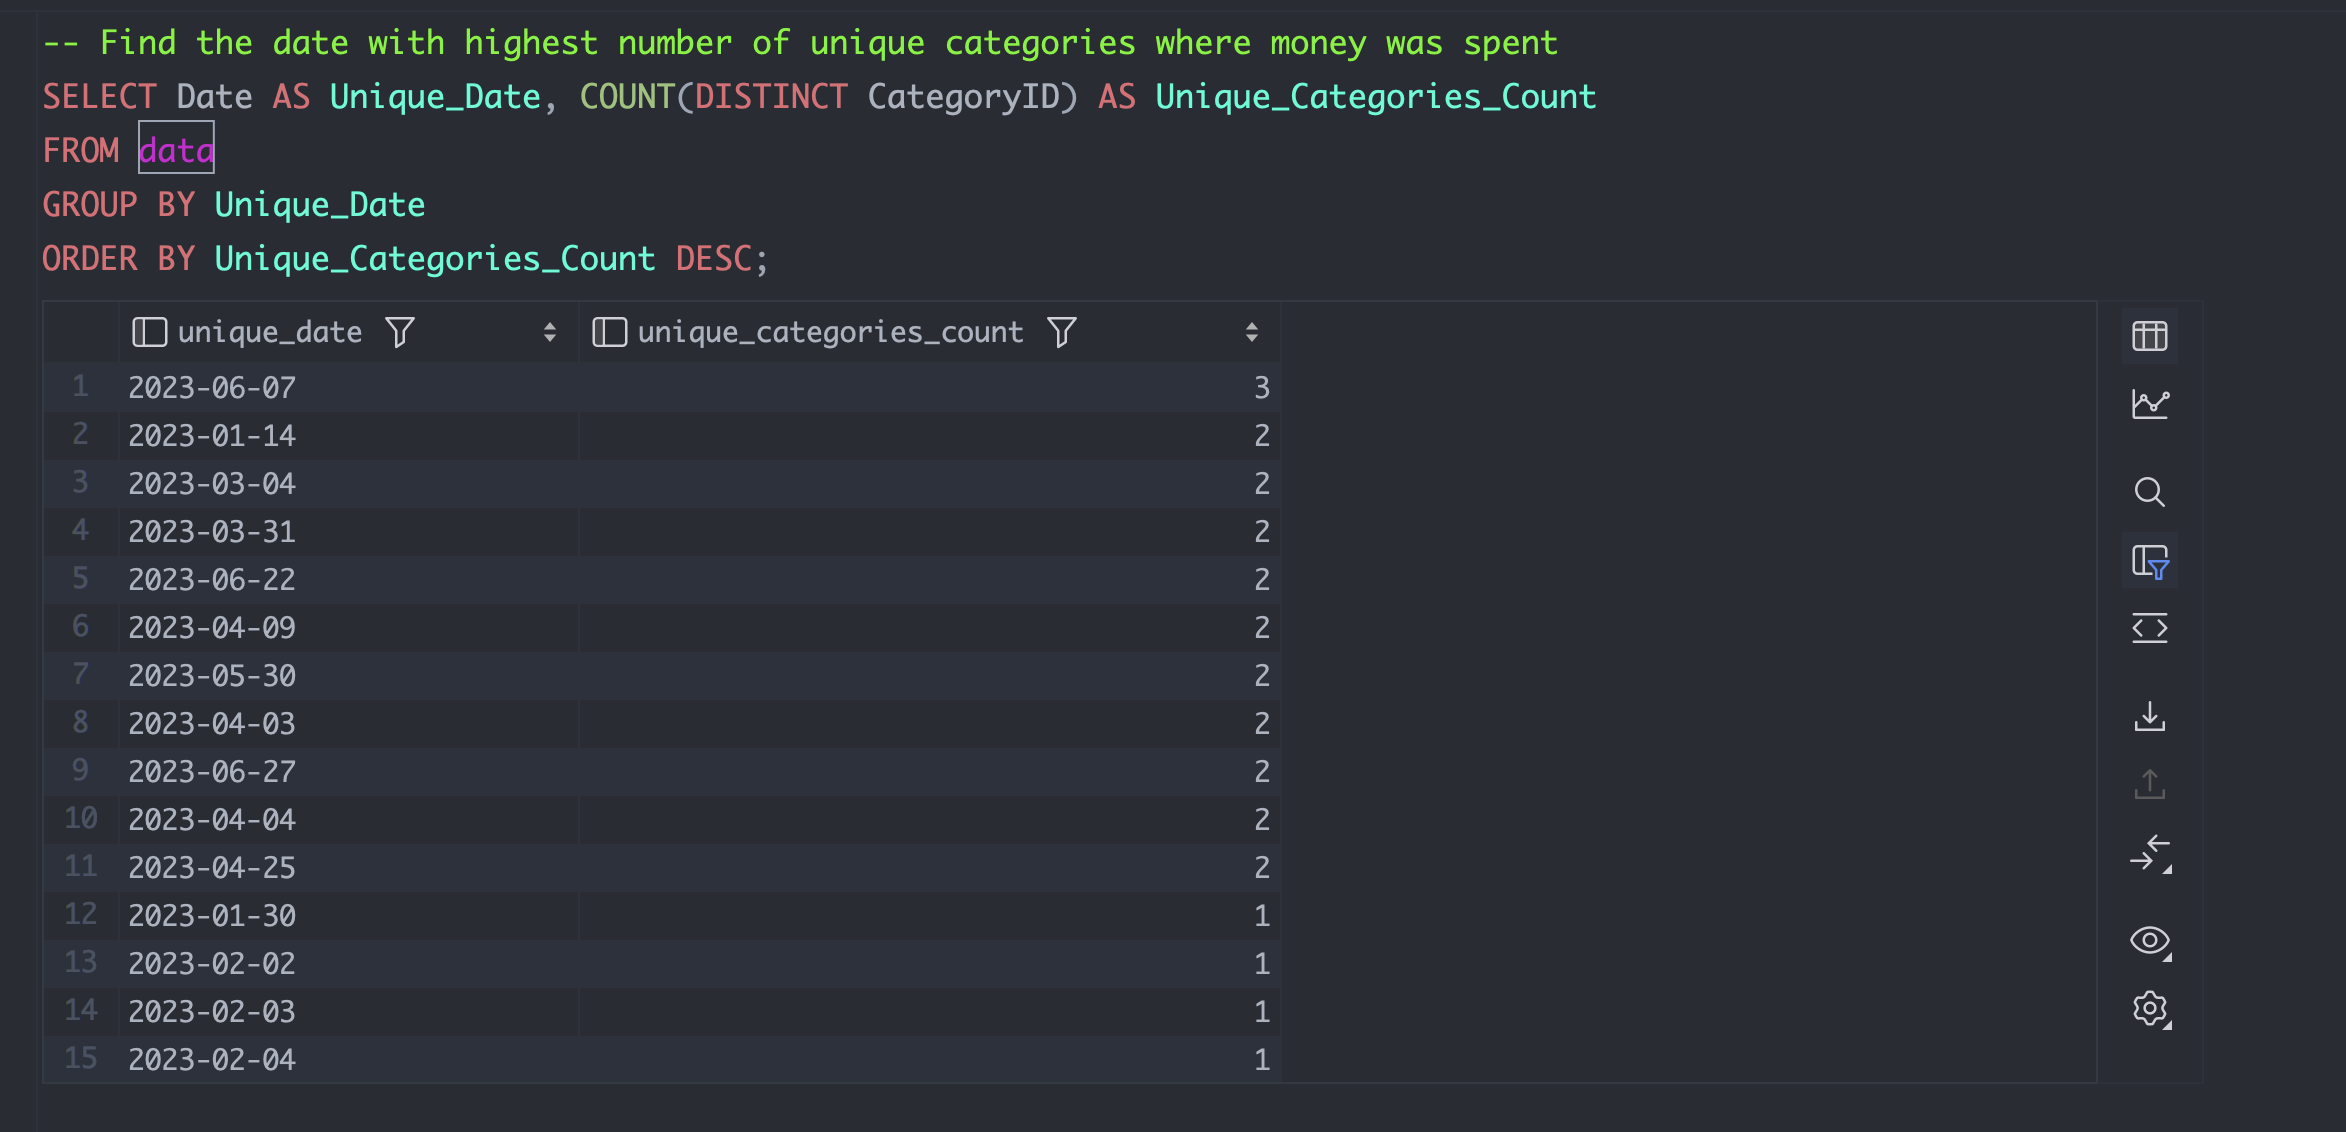 -- Find the date with highest number of unique categories where money was spent
SELECT Date AS Unique_Date, COUNT(DISTINCT CategoryID) AS Unique_Categories_Count
FROM data
GROUP BY Unique_Date
ORDER BY Unique_Categories_Count DESC;
unique_date unique_categories_count
1 2023-06-07 3
2 2023-01-14 2
3 2023-03-04 2
4 2023-03-31 2
5 2023-06-22 2
6 2023-04-09 2
7 2023-05-30 2
8 2023-04-03 2
9 2023-06-27 2
10 2023-04-04 2
11 2023-04-25 2
12 2023-01-30 1
13 2023-02-02 1
14 2023-02-03 1
15 2023-02-04 1